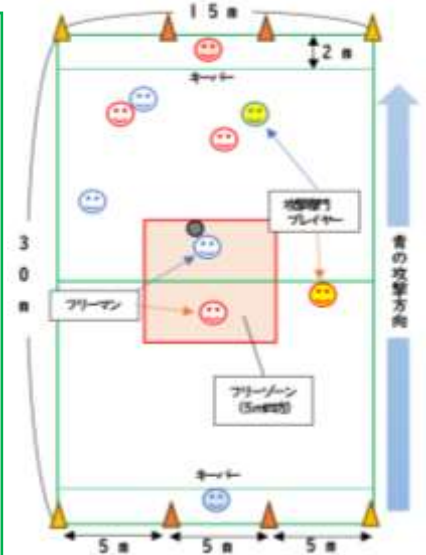 15m
2m
キーパー
攻撃専門
プレイヤー
30m
青の攻撃方向
フリーマン
フリーゾーン
(5m四方)
キーパー
5m
5m
5m